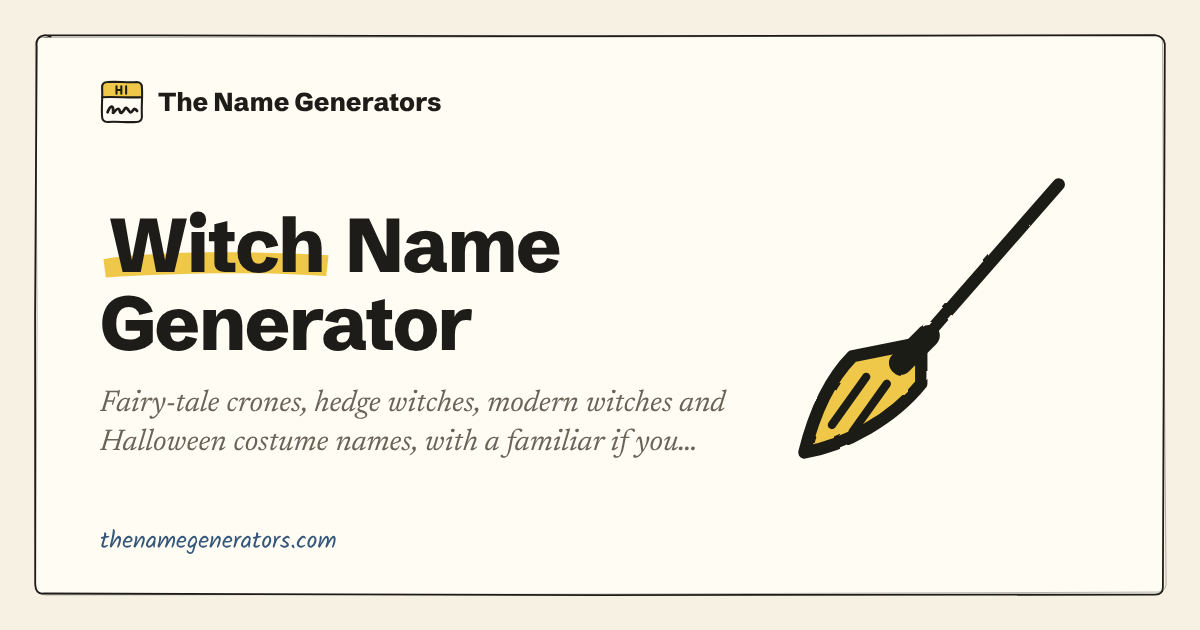 HI
The Name Generators
Witch Name
Generator
Fairy-tale crones, hedge witches, modern witches and
Halloween costume names, with a familiar if you...
thenamegenerators.com